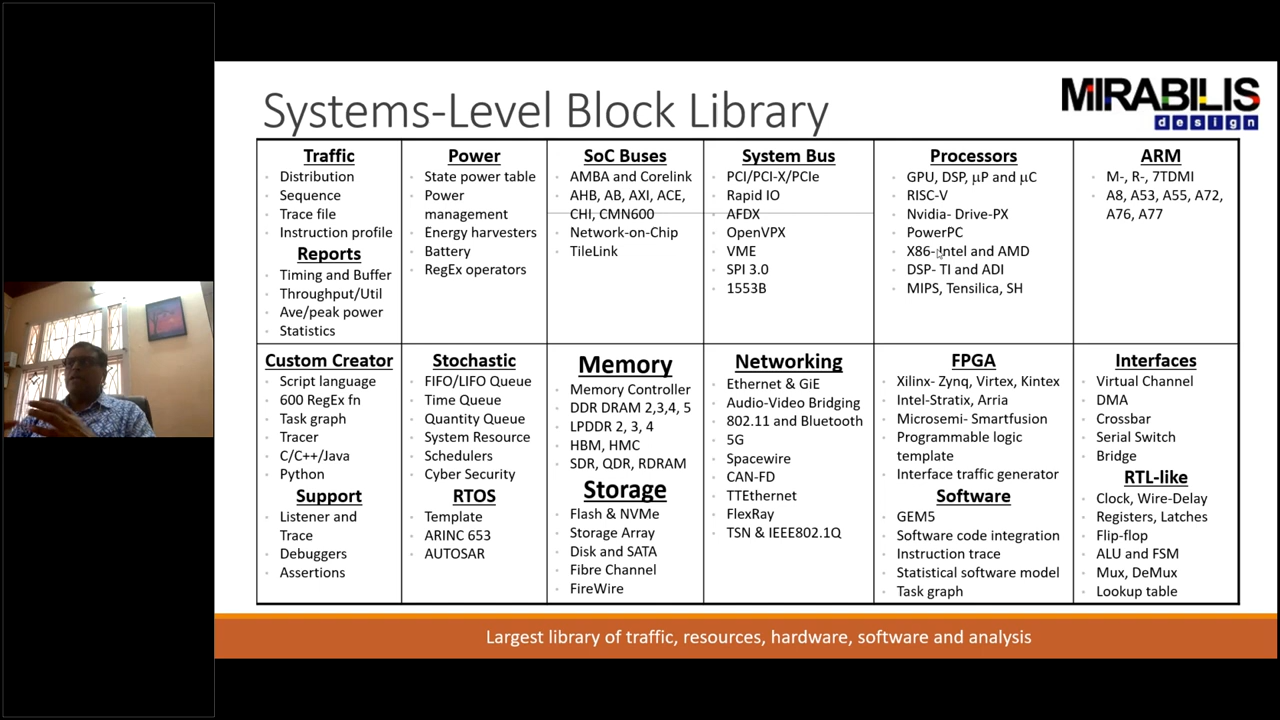 Systems-Level Block Library
MIRABILIS
design
Traffic
Distribution
Sequence
Trace file
Instruction profile
Reports
Timing and Buffer
Throughput/Util
Ave/peak power
Statistics
Power
State power table
Power
management
Energy harvesters
Battery
RegEx operators
SoC Buses
AMBA and Corelink
AHB, AB, AXI, ACE,
CHI, CMN600
Network-on-Chip
TileLink
System Bus
PCI/PCI-X/PCIe
Rapid IO
AFDX
OpenVPX
VME
SPI 3.0
1553B
Processors
GPU, DSP, μP and μC
RISC-V
Nvidia- Drive-PX
PowerPC
X86- Intel and AMD
DSP- TI and ADI
MIPS, Tensilica, SH
ARM
M-, R-, 7TDMI
A8, A53, A55, A72,
A76, A77
Custom Creator
Script language
600 RegEx fn
Task graph
Tracer
C/C++/Java
Python
Support
Listener and
Trace
Debuggers
Assertions
Stochastic
FIFO/LIFO Queue
Time Queue
Quantity Queue
System Resource
Schedulers
Cyber Security
RTOS
Template
ARINC 653
AUTOSAR
Memory
Memory Controller
DDR DRAM 2,3,4, 5
LPDDR 2, 3, 4
HBM, HMC
SDR, QDR, RDRAM
Storage
Flash & NVMe
Storage Array
Disk and SATA
Fibre Channel
FireWire
Networking
Ethernet & GiE
Audio-Video Bridging
802.11 and Bluetooth
5G
Spacewire
CAN-FD
TTEthernet
FlexRay
TSN & IEEE802.1Q
FPGA
Xilinx- Zynq, Virtex, Kintex
Intel-Stratix, Arria
Microsemi- Smartfusion
Programmable logic
template
Interface traffic generator
Software
GEM5
Software code integration
Instruction trace
Statistical software model
Task graph
Interfaces
Virtual Channel
DMA
Crossbar
Serial Switch
Bridge
RTL-like
Clock, Wire-Delay
Registers, Latches
Flip-flop
ALU and FSM
Mux, DeMux
Lookup table
Largest library of traffic, resources, hardware, software and analysis